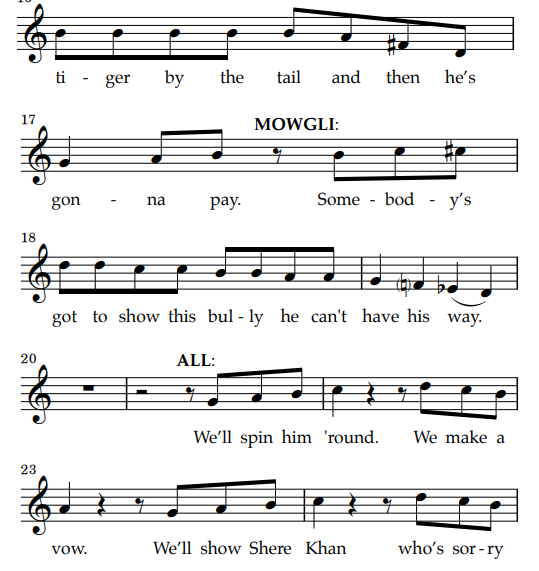 ti - ger by the tail and then he's
17
MOWGLI:
gon - na pay. Some - bod - y's
18
got to show this bul - ly he can't have his way.
20
ALL:
We'll spin him 'round. We make a
23
vow. We'll show Shere Khan who's sor - ry